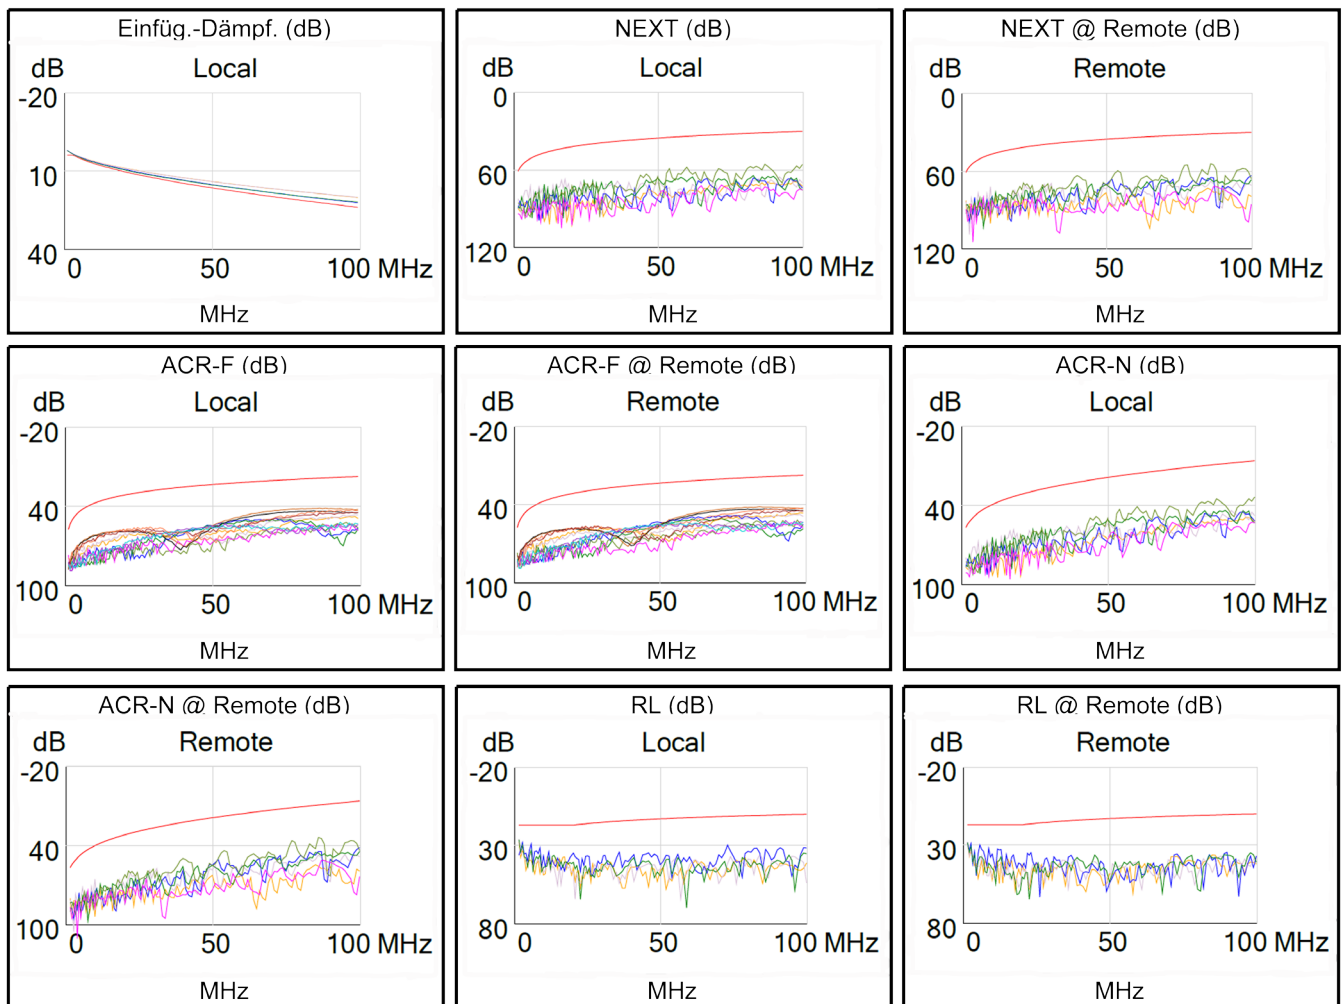 Einfüg.-Dämpf. (dB)
dB Local
-20
10
40
0 50 100 MHz
MHz
NEXT (dB)
dB Local
0
60
120
0 50 100 MHz
MHz
NEXT @ Remote (dB)
dB Remote
0
60
120
0 50 100 MHz
MHz
ACR-F (dB)
dB Local
-20
40
100
0 50 100 MHz
MHz
ACR-F @ Remote (dB)
dB Remote
-20
40
100
0 50 100 MHz
MHz
ACR-N (dB)
dB Local
-20
40
100
0 50 100 MHz
MHz
ACR-N @ Remote (dB)
dB Remote
-20
40
100
0 50 100 MHz
MHz
RL (dB)
dB Local
-20
30
80
0 50 100 MHz
MHz
RL @ Remote (dB)
dB Remote
-20
30
80
0 50 100 MHz
MHz